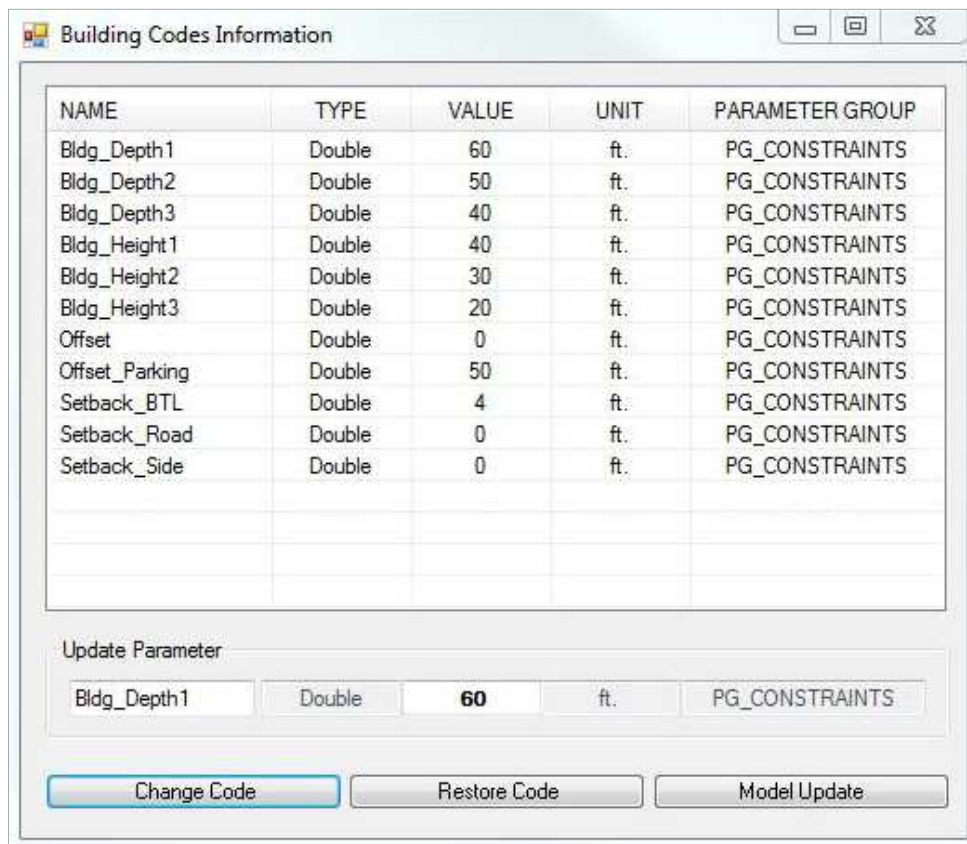 Building Codes Information
NAME TYPE VALUE UNIT PARAMETER GROUP
Bldg_Depth1 Double 60 ft. PG_CONSTRAINTS
Bldg_Depth2 Double 50 ft. PG_CONSTRAINTS
Bldg_Depth3 Double 40 ft. PG_CONSTRAINTS
Bldg_Height1 Double 40 ft. PG_CONSTRAINTS
Bldg_Height2 Double 30 ft. PG_CONSTRAINTS
Bldg_Height3 Double 20 ft. PG_CONSTRAINTS
Offset Double 0 ft. PG_CONSTRAINTS
Offset_Parking Double 50 ft. PG_CONSTRAINTS
Setback_BTL Double 4 ft. PG_CONSTRAINTS
Setback_Road Double 0 ft. PG_CONSTRAINTS
Setback_Side Double 0 ft. PG_CONSTRAINTS
Update Parameter
Bldg_Depth1 Double 60 ft. PG_CONSTRAINTS
Change Code Restore Code Model Update